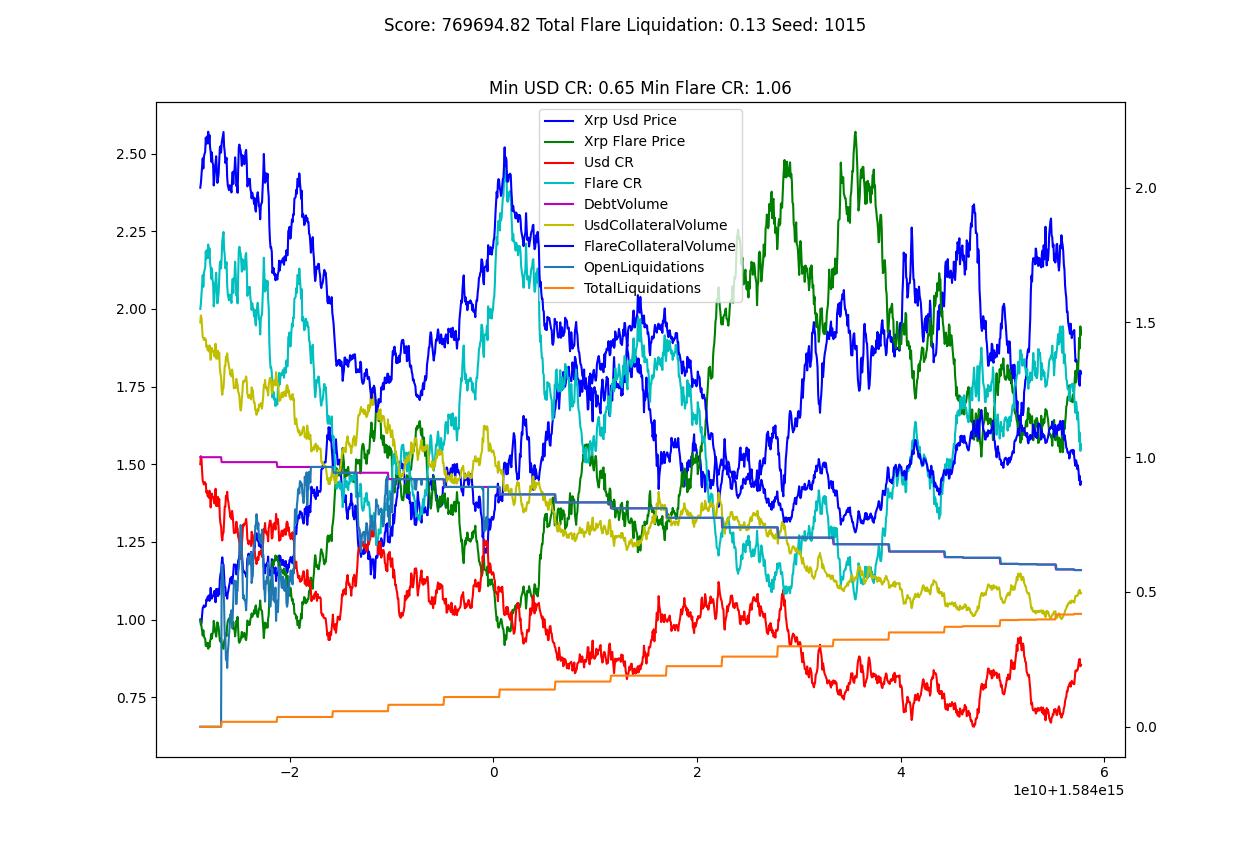 Score: 769694.82 Total Flare Liquidation: 0.13 Seed: 1015
Min USD CR: 0.65 Min Flare CR: 1.06
Xrp Usd Price
Xrp Flare Price
Usd CR
Flare CR
DebtVolume
UsdCollateralVolume
FlareCollateralVolume
OpenLiquidations
TotalLiquidations
2.50
2.25
2.00
1.75
1.50
1.25
1.00
0.75
2.0
1.5
1.0
0.5
0.0
−2
0
2
4
6
1e10+1.584e15